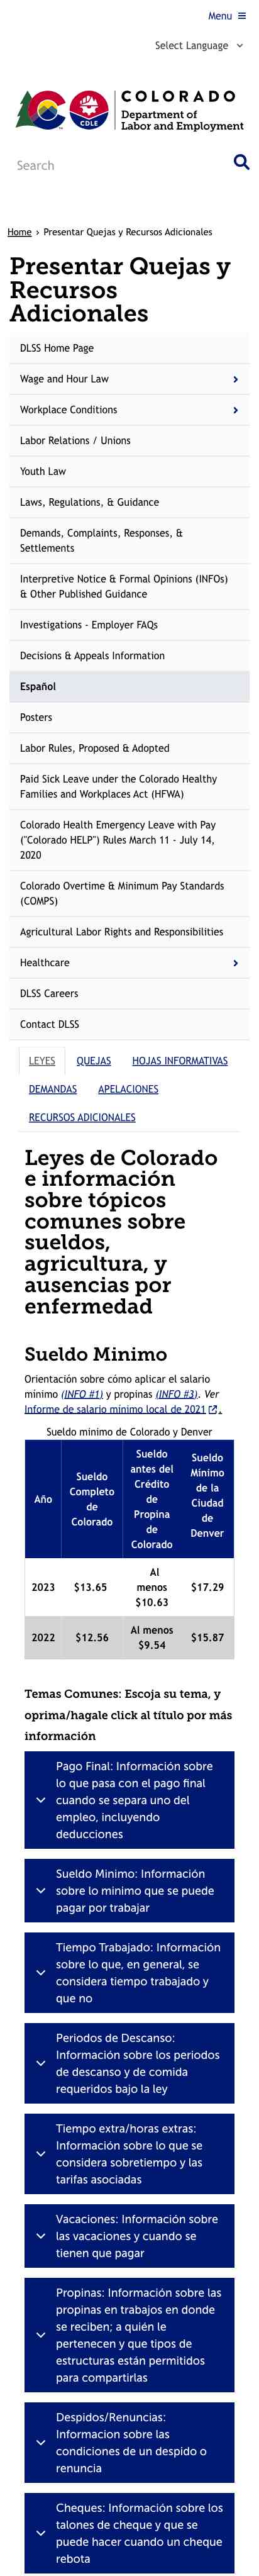 Menu
Select Language
COLORADO
Department of
Labor and Employment
CDLE
Search
Home › Presentar Quejas y Recursos Adicionales
Presentar Quejas y
Recursos
Adicionales
DLSS Home Page
Wage and Hour Law
Workplace Conditions
Labor Relations / Unions
Youth Law
Laws, Regulations, & Guidance
Demands, Complaints, Responses, &
Settlements
Interpretive Notice & Formal Opinions (INFOs)
& Other Published Guidance
Investigations - Employer FAQs
Decisions & Appeals Information
Español
Posters
Labor Rules, Proposed & Adopted
Paid Sick Leave under the Colorado Healthy
Families and Workplaces Act (HFWA)
Colorado Health Emergency Leave with Pay
("Colorado HELP") Rules March 11 - July 14,
2020
Colorado Overtime & Minimum Pay Standards
(COMPS)
Agricultural Labor Rights and Responsibilities
Healthcare
DLSS Careers
Contact DLSS
LEYES QUEJAS HOJAS INFORMATIVAS
DEMANDAS APELACIONES
RECURSOS ADICIONALES
Leyes de Colorado
e información
sobre tópicos
comunes sobre
sueldos,
agricultura, y
ausencias por
enfermedad
Sueldo Minimo
Orientación sobre cómo aplicar el salario
mínimo (INFO #1) y propinas (INFO #3). Ver
Informe de salario mínimo local de 2021 .
Sueldo minimo de Colorado y Denver
Año
Sueldo
Completo
de
Colorado
Sueldo
antes del
Crédito
de
Propina
de
Colorado
Sueldo
Mínimo
de la
Ciudad
de
Denver
2023 $13.65 Al menos $10.63 $17.29
2022 $12.56 Al menos $9.54 $15.87
Temas Comunes: Escoja su tema, y
oprima/hagale click al título por más
información
Pago Final: Información sobre
lo que pasa con el pago final
cuando se separa uno del
empleo, incluyendo
deducciones
Sueldo Minimo: Información
sobre lo minimo que se puede
pagar por trabajar
Tiempo Trabajado: Información
sobre lo que, en general, se
considera tiempo trabajado y
que no
Periodos de Descanso:
Información sobre los periodos
de descanso y de comida
requeridos bajo la ley
Tiempo extra/horas extras:
Información sobre lo que se
considera sobretiempo y las
tarifas asociadas
Vacaciones: Información sobre
las vacaciones y cuando se
tienen que pagar
Propinas: Información sobre las
propinas en trabajos en donde
se reciben; a quién le
pertenecen y que tipos de
estructuras están permitidos
para compartirlas
Despidos/Renuncias:
Informacion sobre las
condiciones de un despido o
renuncia
Cheques: Información sobre los
talones de cheque y que se
puede hacer cuando un cheque
rebota